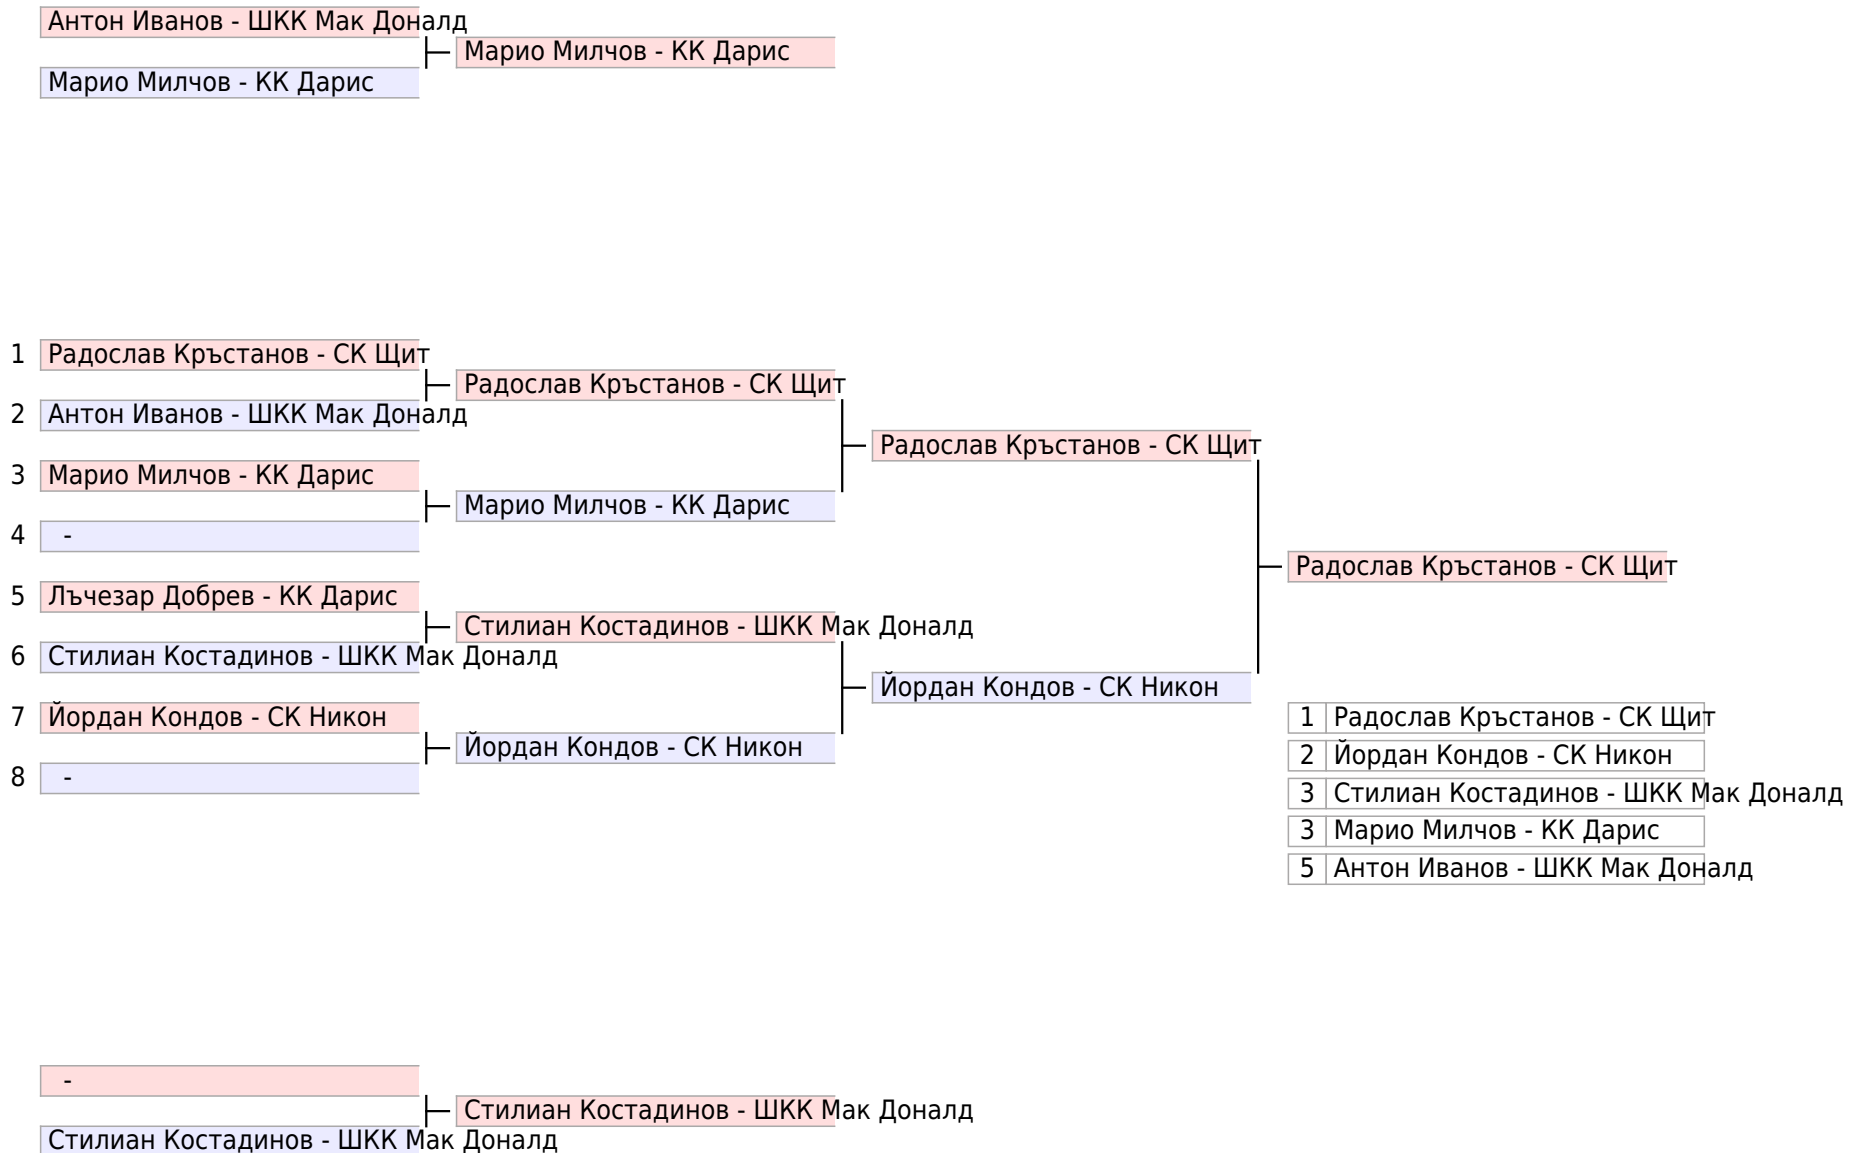 Антон Иванов - ШКК Мак Доналд
Марио Милчов - КК Дарис
Марио Милчов - КК Дарис
1 Радослав Кръстанов - СК Щит
Радослав Кръстанов - СК Щит
2 Антон Иванов - ШКК Мак Доналд
Радослав Кръстанов - СК Щит
3 Марио Милчов - КК Дарис
Марио Милчов - КК Дарис
4 -
Радослав Кръстанов - СК Щит
5 Лъчезар Добрев - КК Дарис
Стилиан Костадинов - ШКК Мак Доналд
6 Стилиан Костадинов - ШКК Мак Доналд
Йордан Кондов - СК Никон
7 Йордан Кондов - СК Никон
Йордан Кондов - СК Никон
8 -
1 Радослав Кръстанов - СК Щит
2 Йордан Кондов - СК Никон
3 Стилиан Костадинов - ШКК Мак Доналд
3 Марио Милчов - КК Дарис
5 Антон Иванов - ШКК Мак Доналд
-
Стилиан Костадинов - ШКК Мак Доналд
Стилиан Костадинов - ШКК Мак Доналд